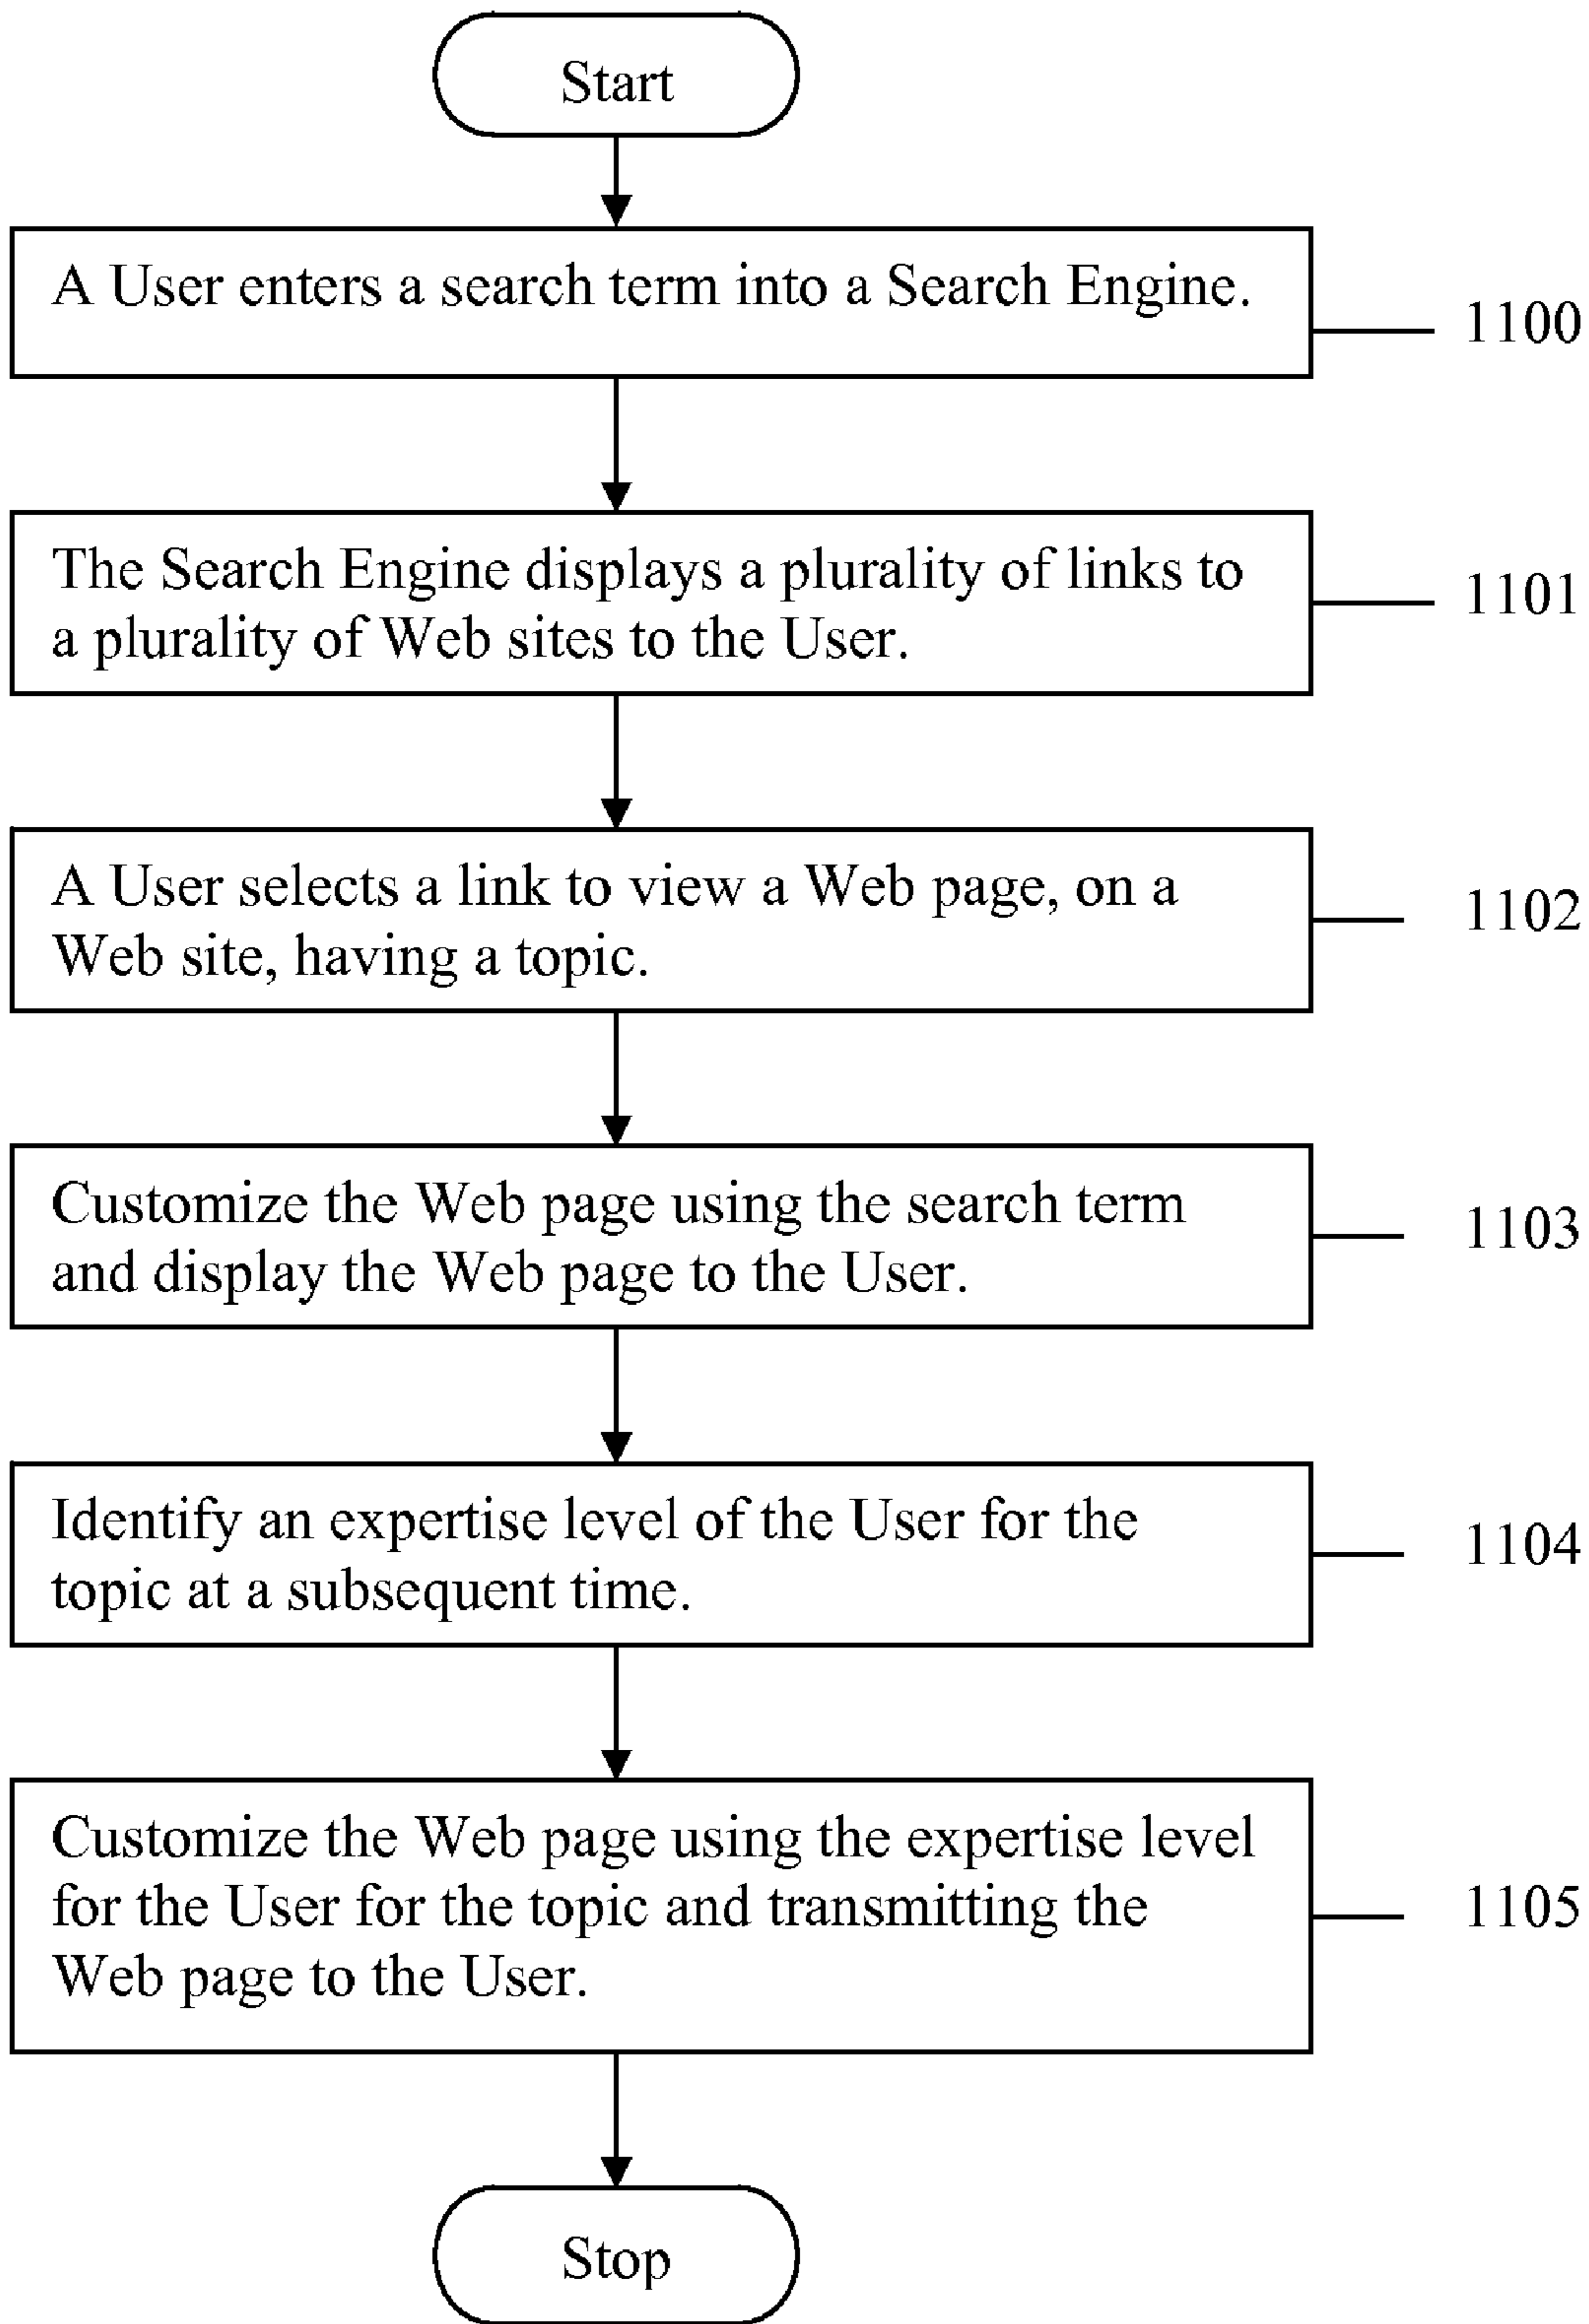 Start
A User enters a search term into a Search Engine.
1100
The Search Engine displays a plurality of links to
a plurality of Web sites to the User.
1101
A User selects a link to view a Web page, on a
Web site, having a topic.
1102
Customize the Web page using the search term
and display the Web page to the User.
1103
Identify an expertise level of the User for the
topic at a subsequent time.
1104
Customize the Web page using the expertise level
for the User for the topic and transmitting the
Web page to the User.
1105
Stop